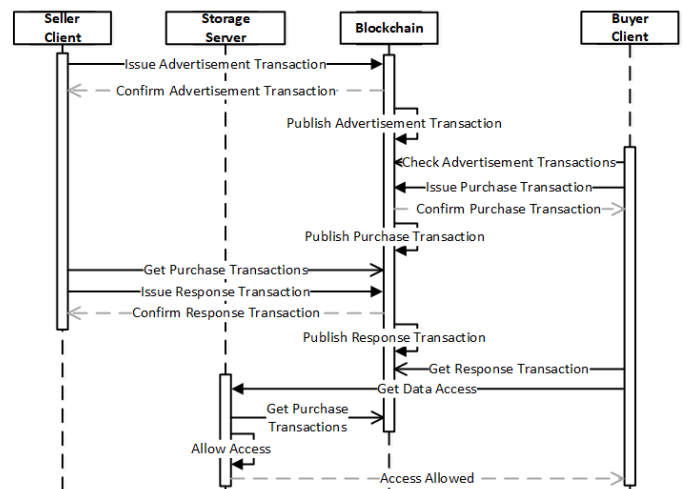 Seller
Client
Storage
Server
Blockchain
Buyer
Client
Issue Advertisement Transaction
Confirm Advertisement Transaction
Publish Advertisement Transaction
Check Advertisement Transactions
Issue Purchase Transaction
Confirm Purchase Transaction
Publish Purchase Transaction
Get Purchase Transactions
Issue Response Transaction
Confirm Response Transaction
Publish Response Transaction
Get Response Transaction
Get Data Access
Get Purchase
Transactions
Allow Access
Access Allowed